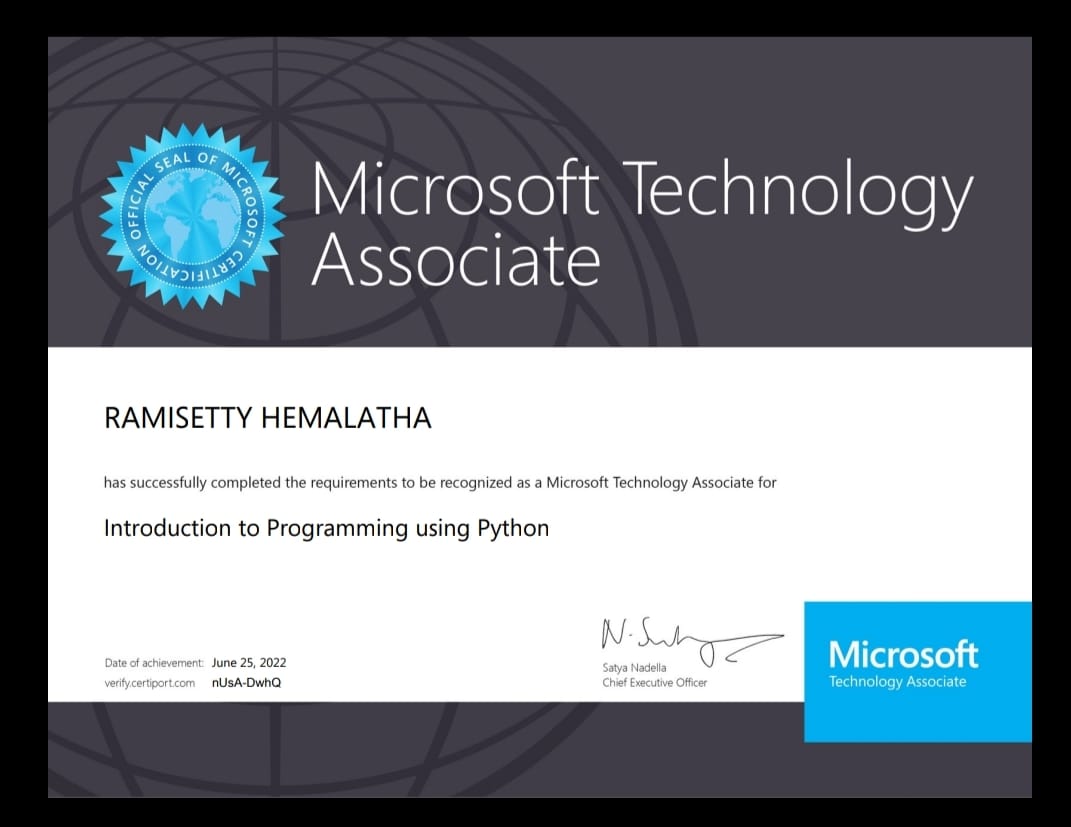 OFFICIAL SEAL OF MICROSOFT CERTIFICATION
Microsoft Technology
Associate
RAMISETTY HEMALATHA
has successfully completed the requirements to be recognized as a Microsoft Technology Associate for
Introduction to Programming using Python
Date of achievement: June 25, 2022
verify.certiport.com nUsA-DwhQ
N. Satya
Satya Nadella
Chief Executive Officer
Microsoft
Technology Associate